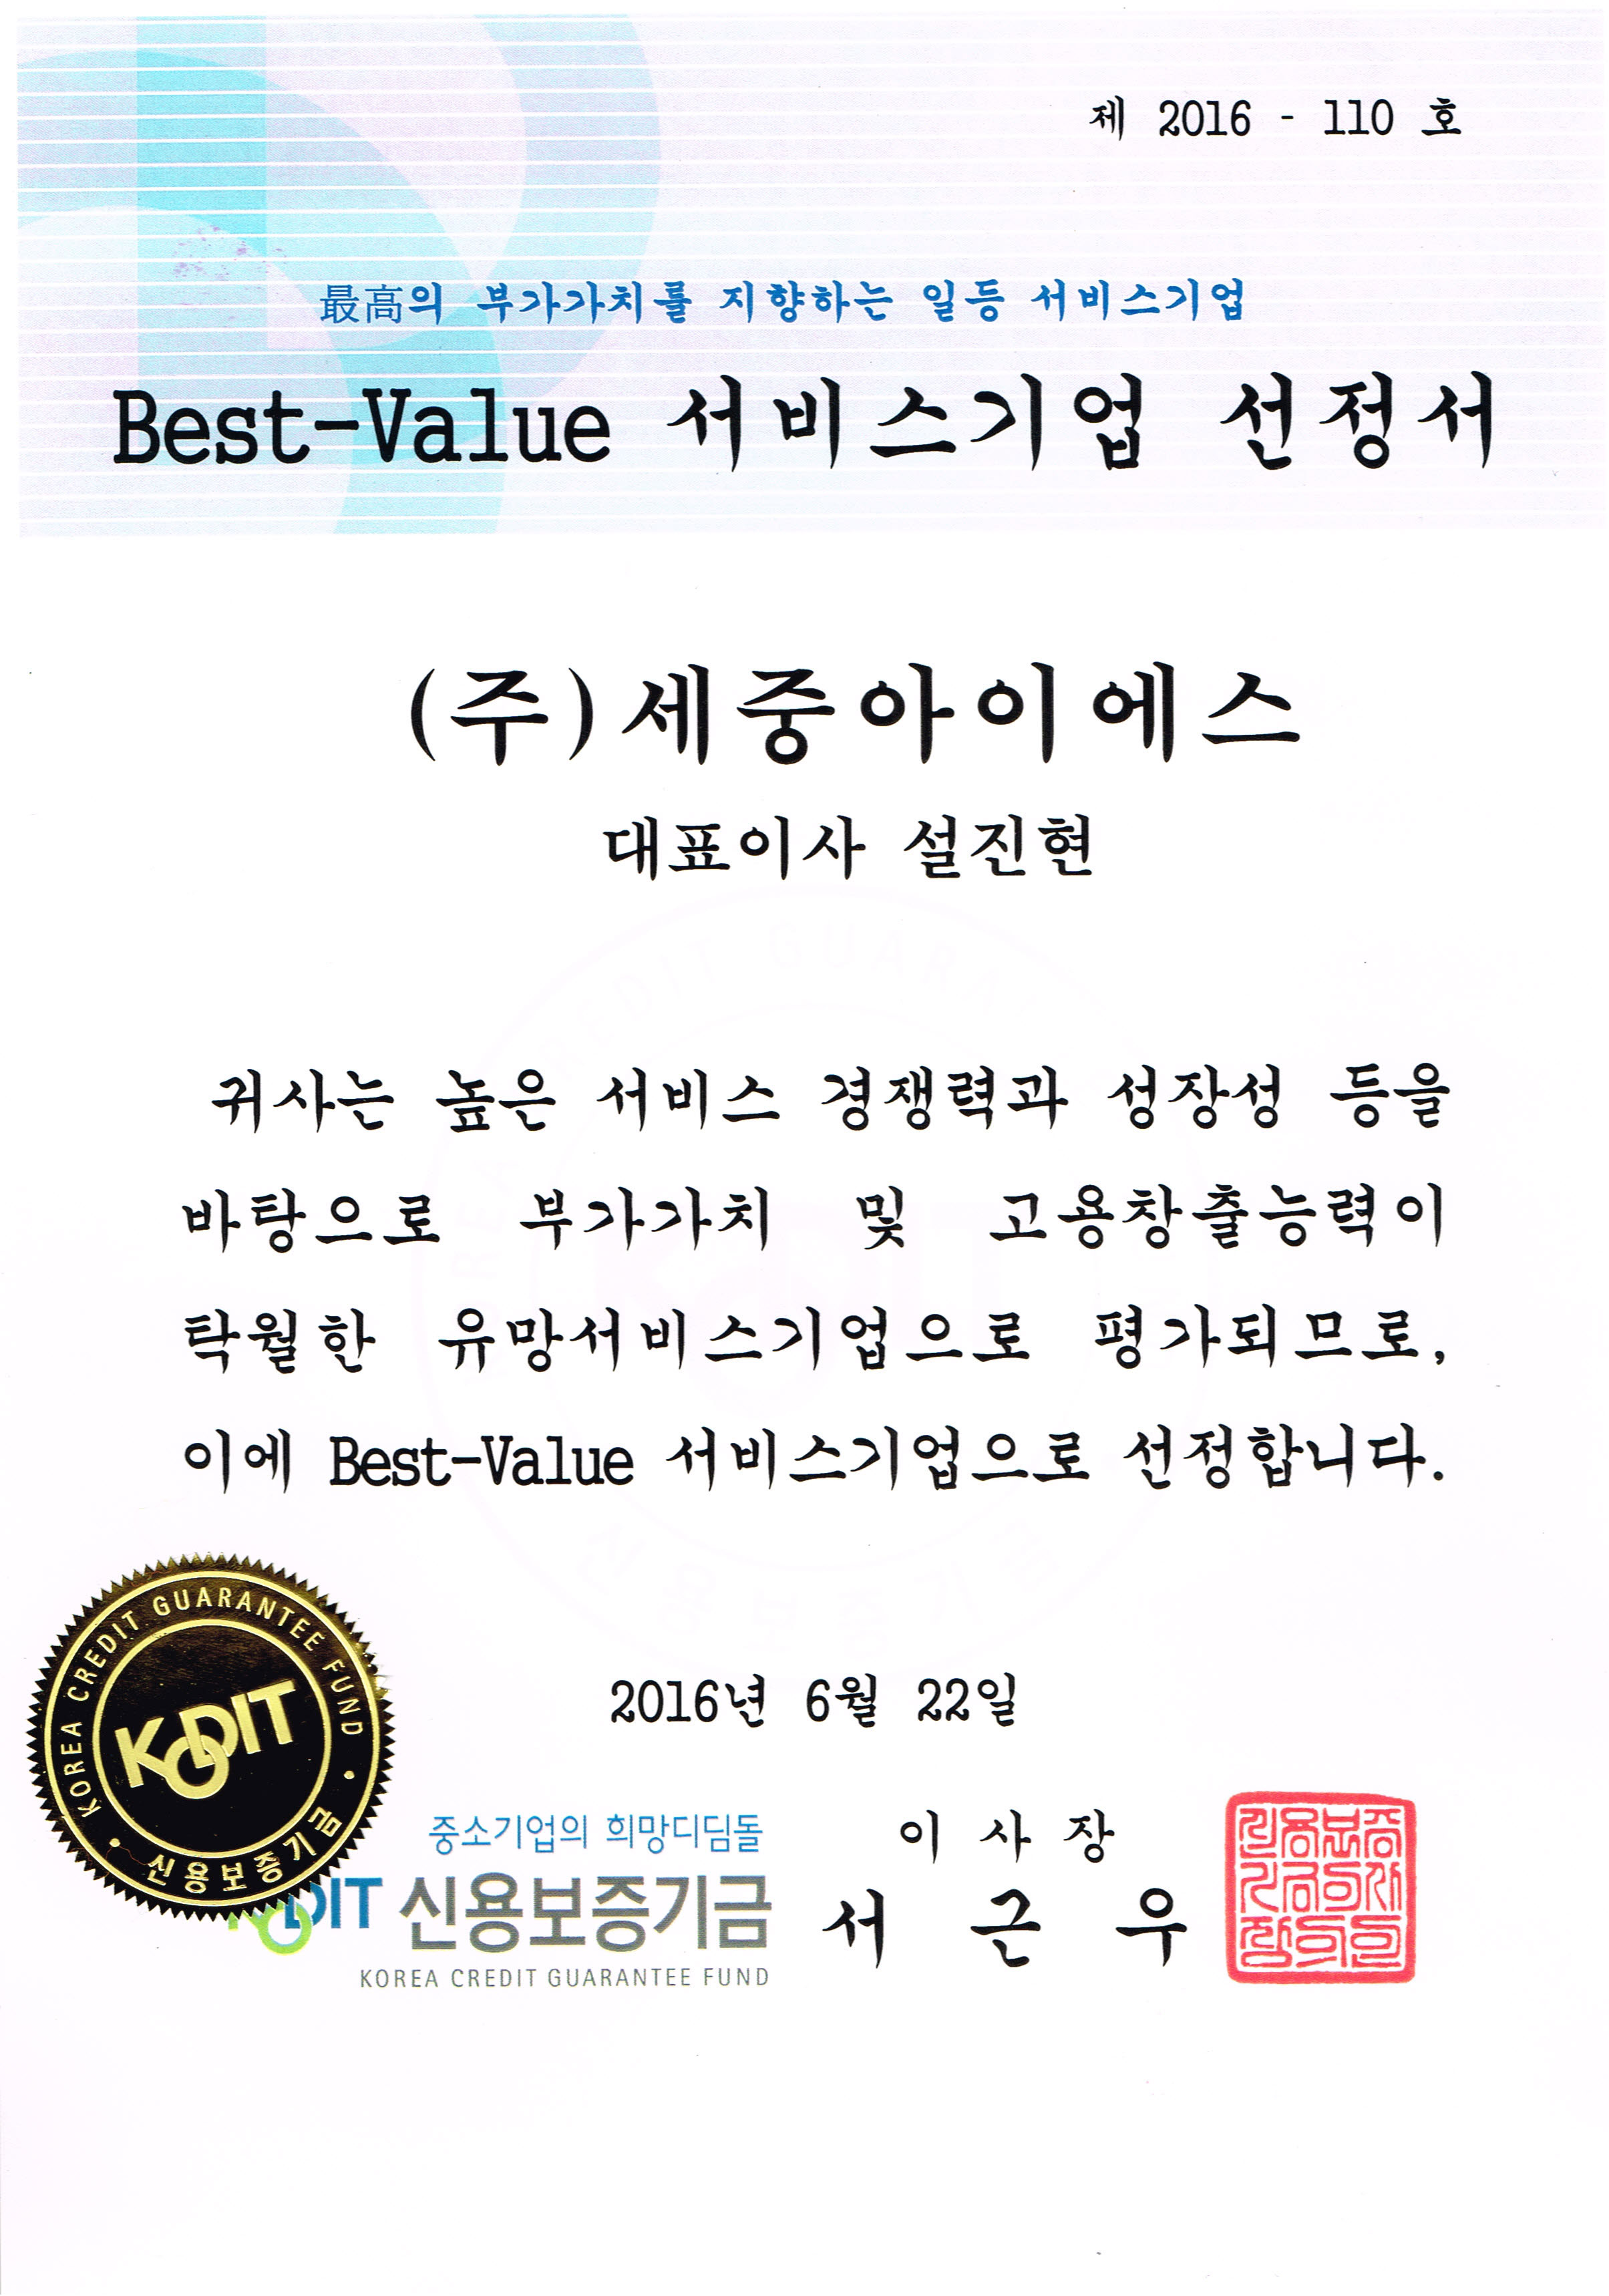 제 2016 - 110 호
最高의 부가가치를 지향하는 일등 서비스기업
Best-Value 서비스기업 선정서
(주)세중아이에스
대표이사 설진현
귀사는 높은 서비스 경쟁력과 성장성 등을
바탕으로 부가가치 및 고용창출능력이
탁월한 유망서비스기업으로 평가되므로,
이에 Best-Value 서비스기업으로 선정합니다.
2016년 6월 22일
KOREA CREDIT GUARANTEE FUND
KODIT
신용보증기금
중소기업의 희망디딤돌
KODIT 신용보증기금
KOREA CREDIT GUARANTEE FUND
이 사 장
서 근 우